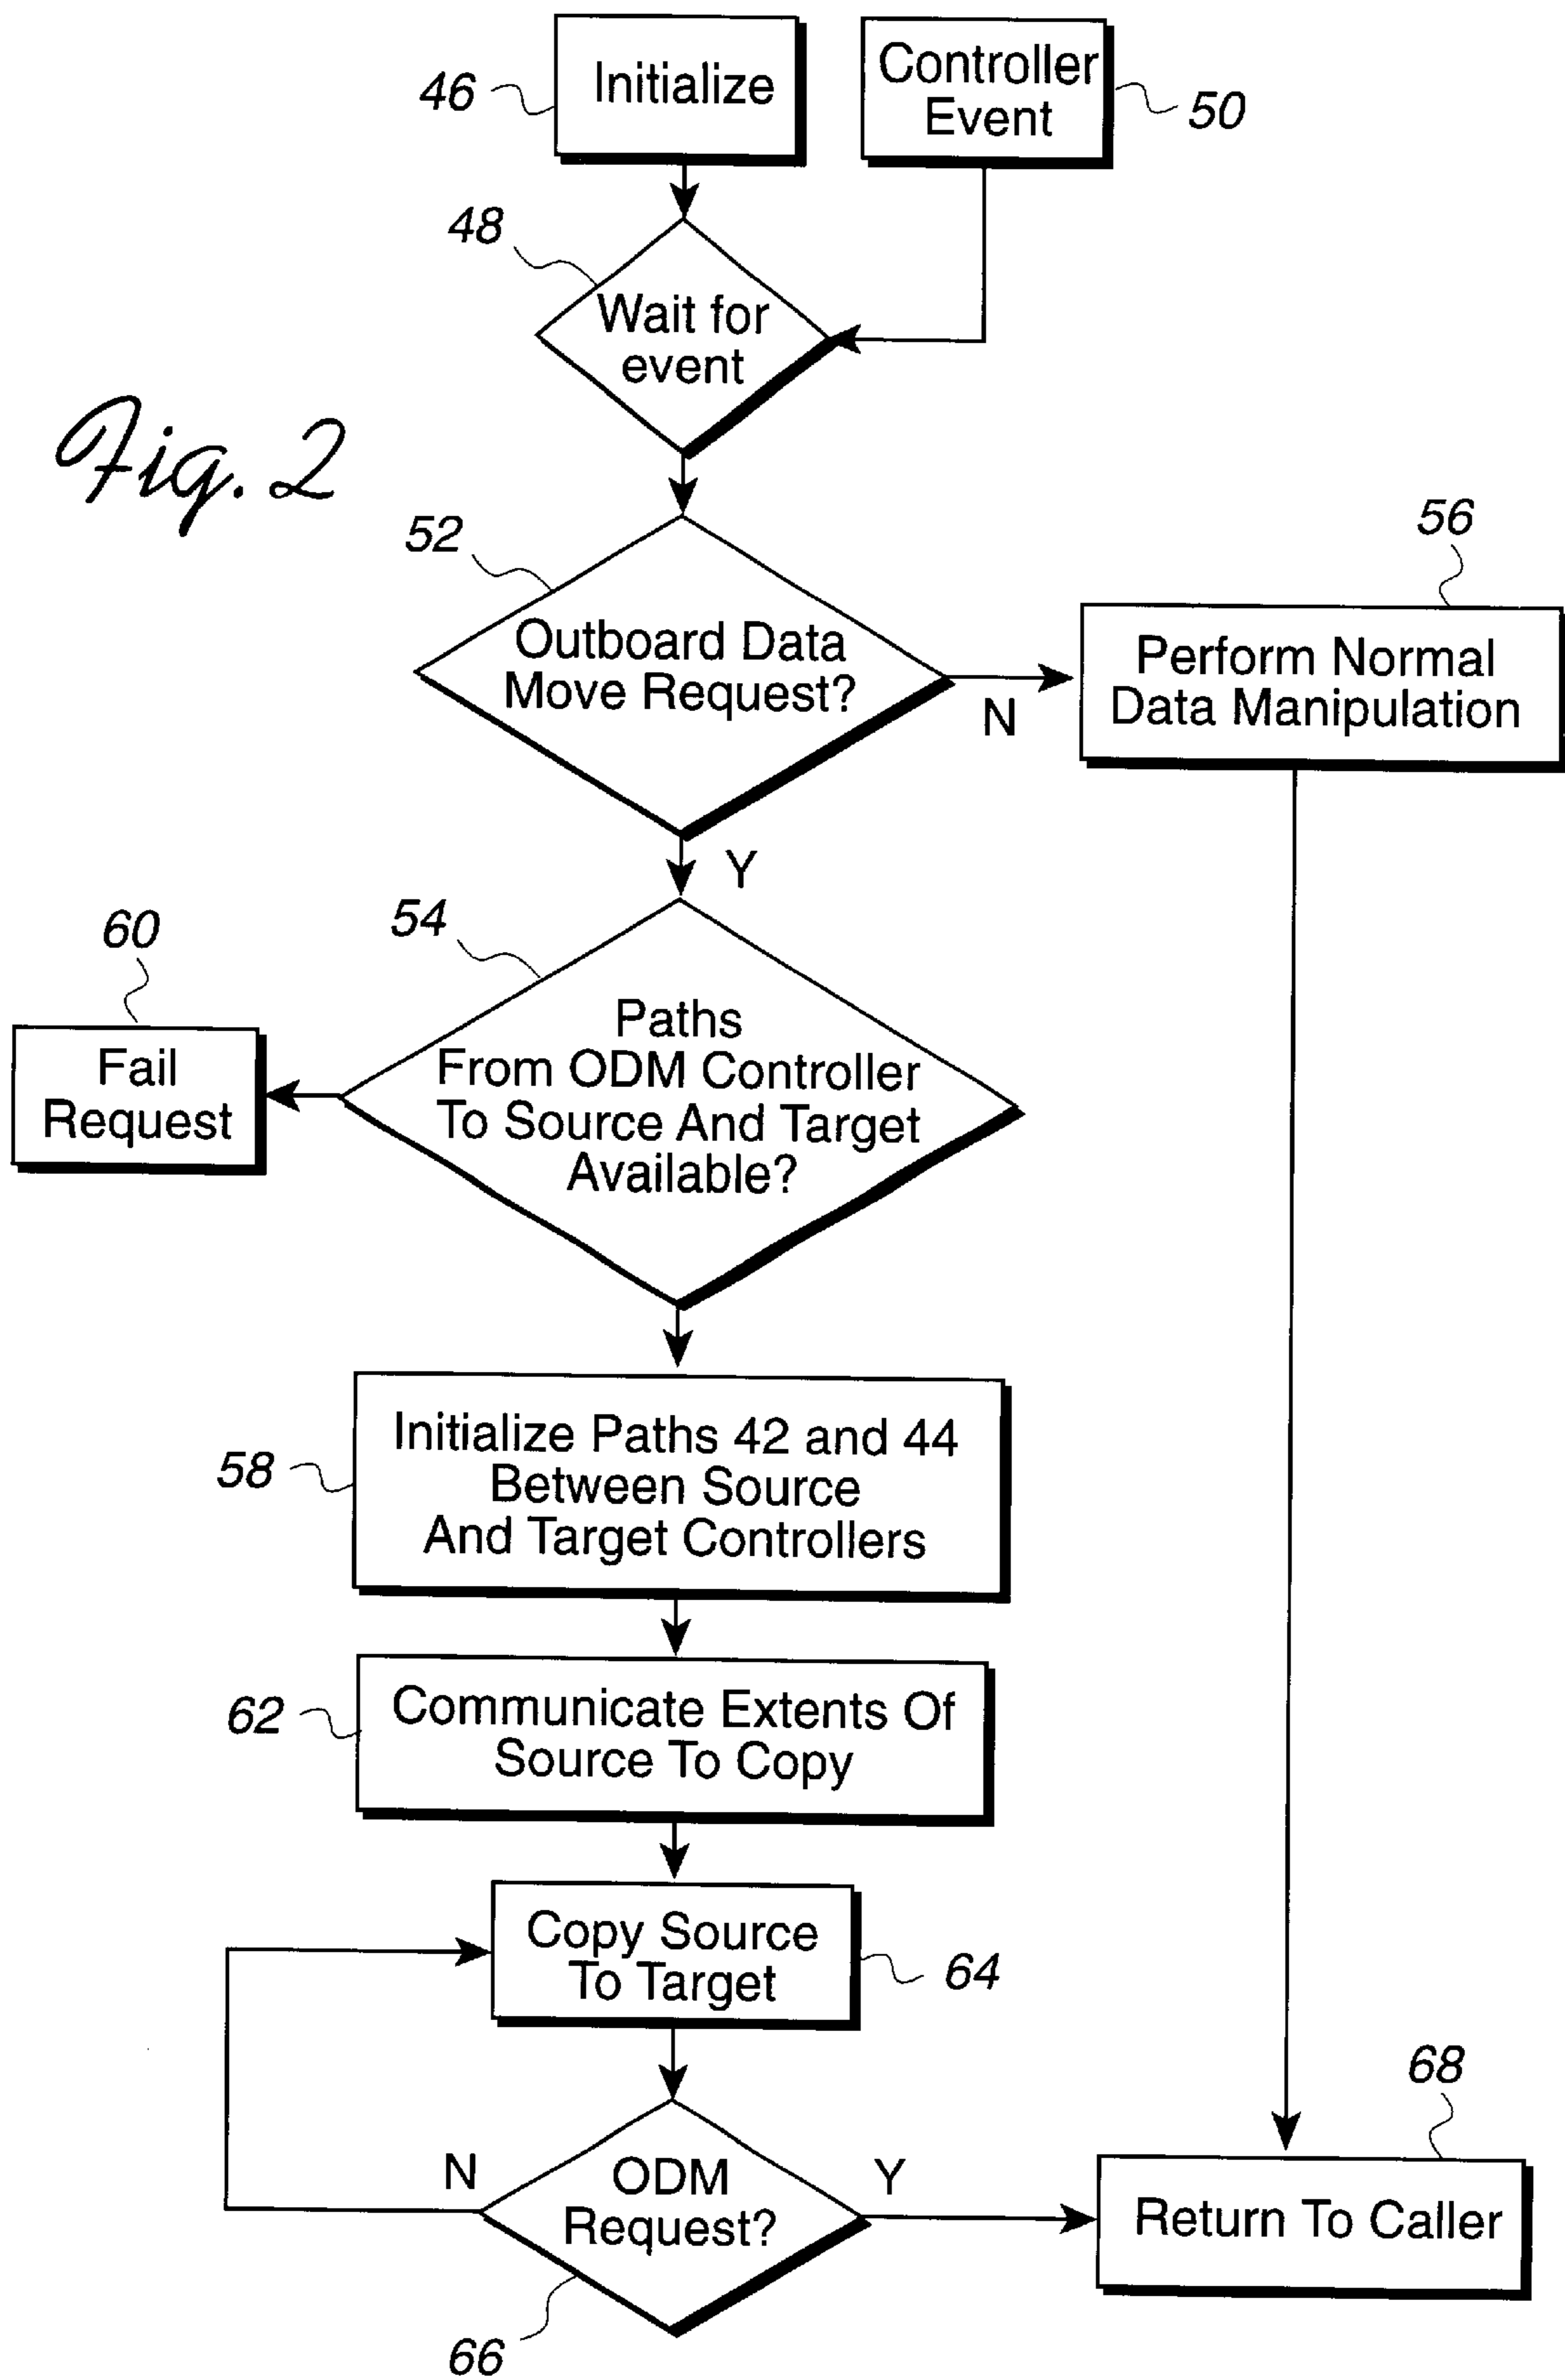 Initialize
46
Controller
Event
50
48
Wait for
event
Fig. 2
52
Outboard Data
Move Request?
N
56
Perform Normal
Data Manipulation
Y
54
60
Fail
Request
Paths
From ODM Controller
To Source And Target
Available?
58
Initialize Paths 42 and 44
Between Source
And Target Controllers
62
Communicate Extents Of
Source To Copy
Copy Source
To Target
64
N
ODM
Request?
Y
66
68
Return To Caller